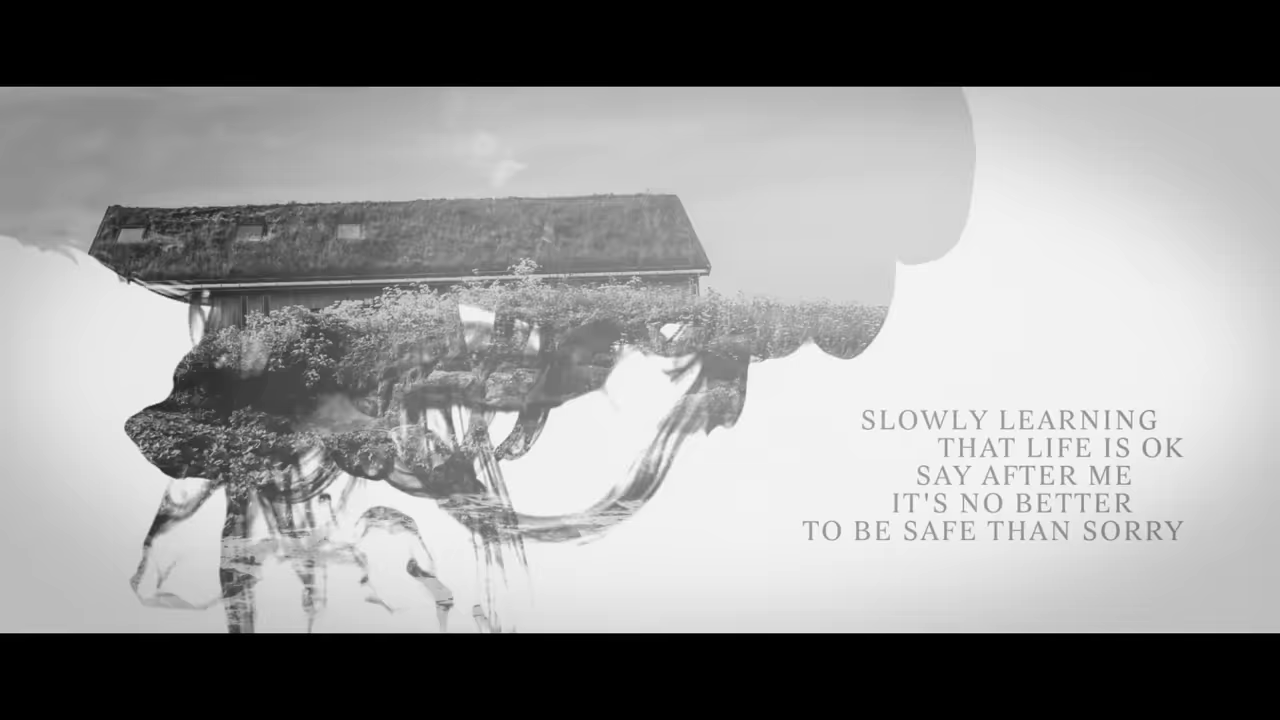 SLOWLY LEARNING
THAT LIFE IS OK
SAY AFTER ME
IT'S NO BETTER
TO BE SAFE THAN SORRY